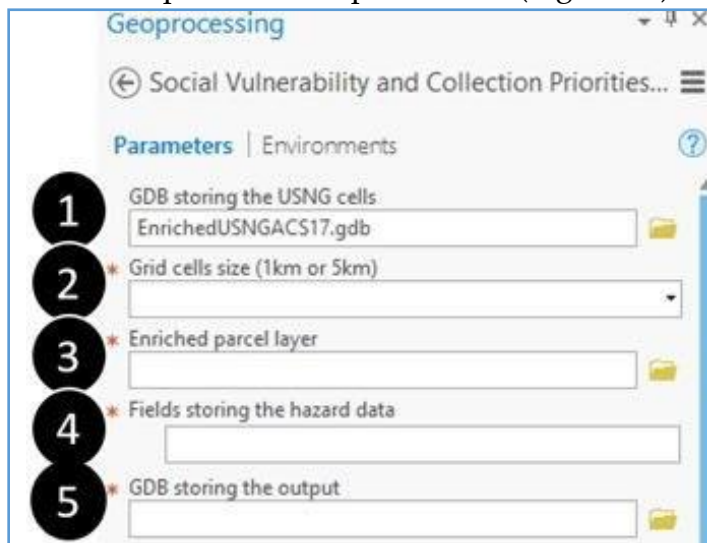 Geoprocessing
Social Vulnerability and Collection Priorities...
Parameters | Environments
?
1
GDB storing the USNG cells
EnrichedUSNGACS17.gdb
2
* Grid cells size (1km or 5km)
3
* Enriched parcel layer
4
* Fields storing the hazard data
5
* GDB storing the output